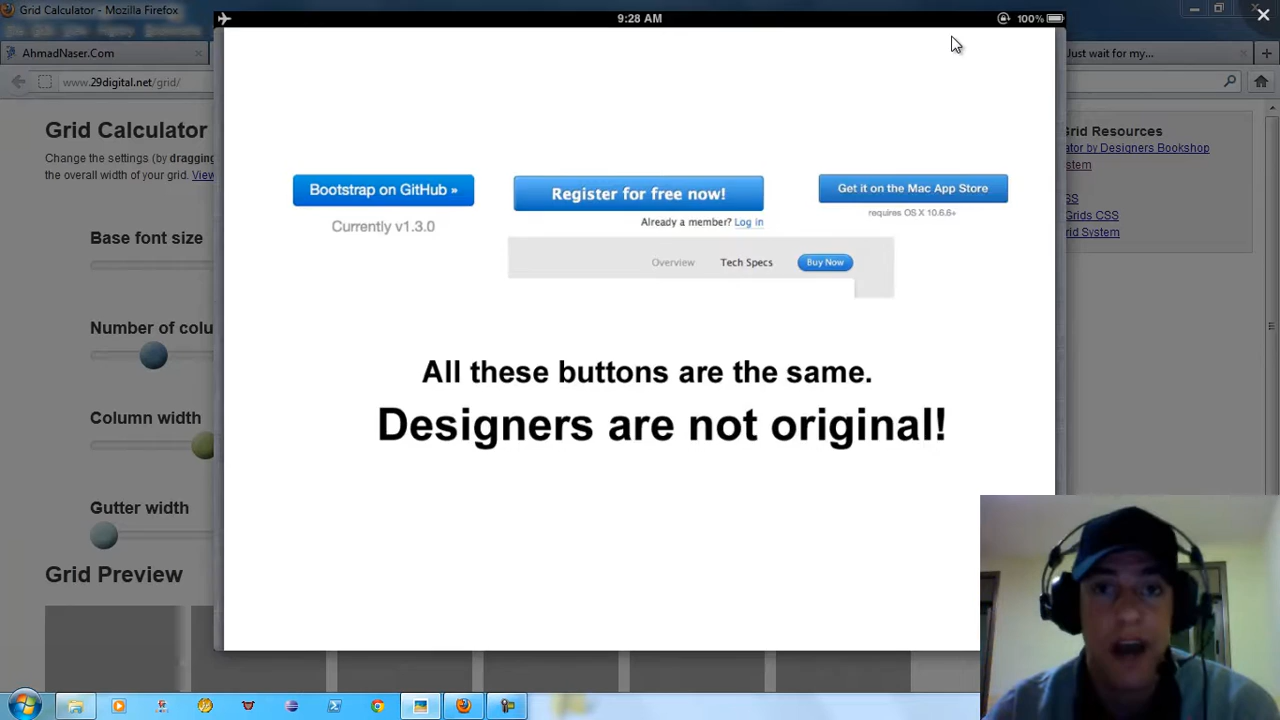 Grid Calculator - Mozilla Firefox
9:28 AM
100%
AhmadNaser.Com
Just wait for my...
www.29digital.net/grid/
Grid Calculator
Change the settings (by dragging
the overall width of your grid. View
Grid Resources
ator by Designers Bookshop
stem
SS
Grids CSS
rid System
Bootstrap on GitHub »
Currently v1.3.0
Register for free now!
Already a member? Log in
Get it on the Mac App Store
requires OS X 10.6.6+
Overview
Tech Specs
Buy Now
Base font size
Number of colu
Column width
Gutter width
Grid Preview
All these buttons are the same.
Designers are not original!